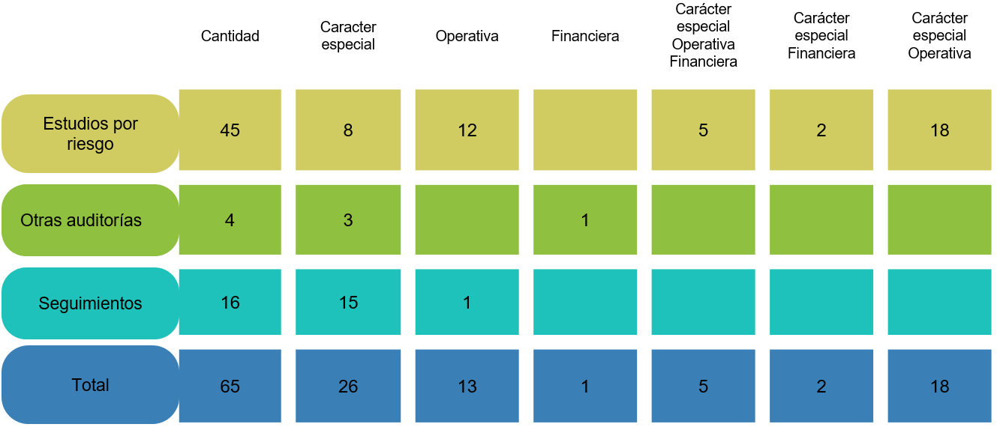 Cantidad
Caracter
especial
Operativa
Financiera
Carácter
especial
Operativa
Financiera
Carácter
especial
Financiera
Carácter
especial
Operativa
Estudios por
riesgo
45 8 12 5 2 18
Otras auditorías 4 3 1
Seguimientos 16 15 1
Total 65 26 13 1 5 2 18